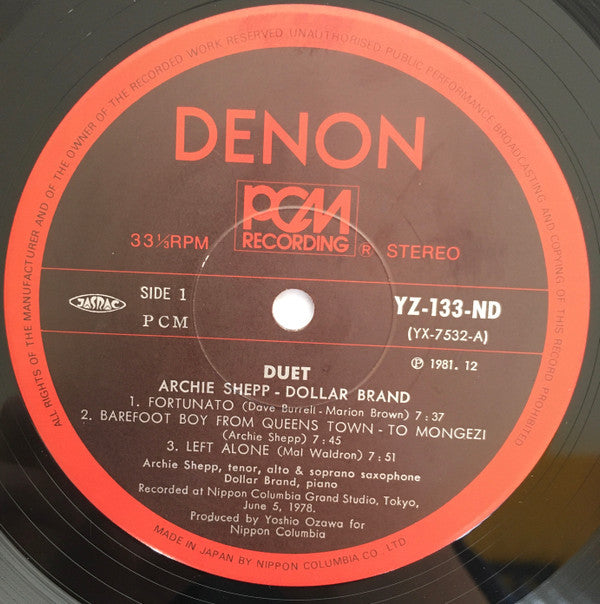 ALL RIGHTS OF THE MANUFACTURER AND OF THE OWNER OF THE RECORDED WORK RESERVED UNAUTHORISED PUBLIC PERFORMANCE BROADCASTING AND COPYING OF THIS RECORD PROHIBITED
DENON
PCM
RECORDING
33⅓RPM
® STEREO
JASRAC
SIDE 1
PCM
YZ-133-ND
(YX-7532-A)
℗ 1981. 12
DUET
ARCHIE SHEPP - DOLLAR BRAND
1. FORTUNATO (Dave Burrell - Marion Brown) 7:37
2. BAREFOOT BOY FROM QUEENS TOWN - TO MONGEZI
(Archie Shepp) 7:45
3. LEFT ALONE (Mal Waldron) 7:51
Archie Shepp, tenor, alto & soprano saxophone
Dollar Brand, piano
Recorded at Nippon Columbia Grand Studio, Tokyo,
June 5, 1978.
Produced by Yoshio Ozawa for
Nippon Columbia
MADE IN JAPAN BY NIPPON COLUMBIA CO., LTD